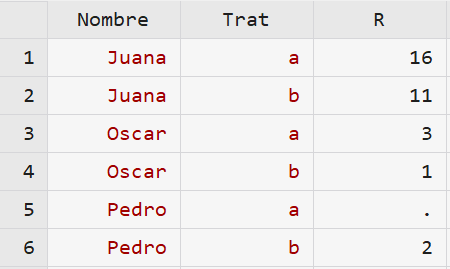 Nombre Trat R
1 Juana a 16
2 Juana b 11
3 Oscar a 3
4 Oscar b 1
5 Pedro a .
6 Pedro b 2